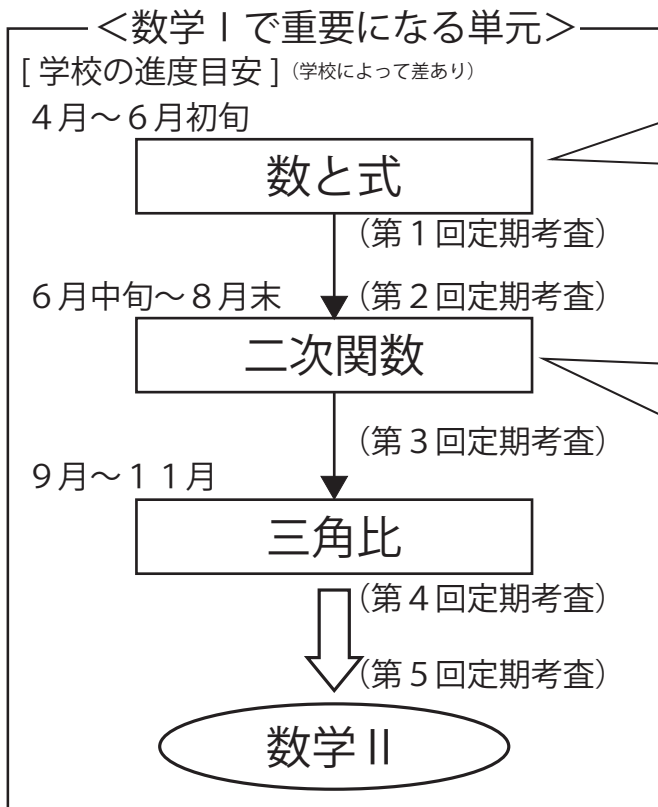 ＜数学Ⅰで重要になる単元＞
[ 学校の進度目安 ]（学校によって差あり）
４月～６月初旬
数と式
（第１回定期考査）
６月中旬～８月末 （第２回定期考査）
二次関数
（第３回定期考査）
９月～１１月
三角比
（第４回定期考査）
（第５回定期考査）
数学Ⅱ